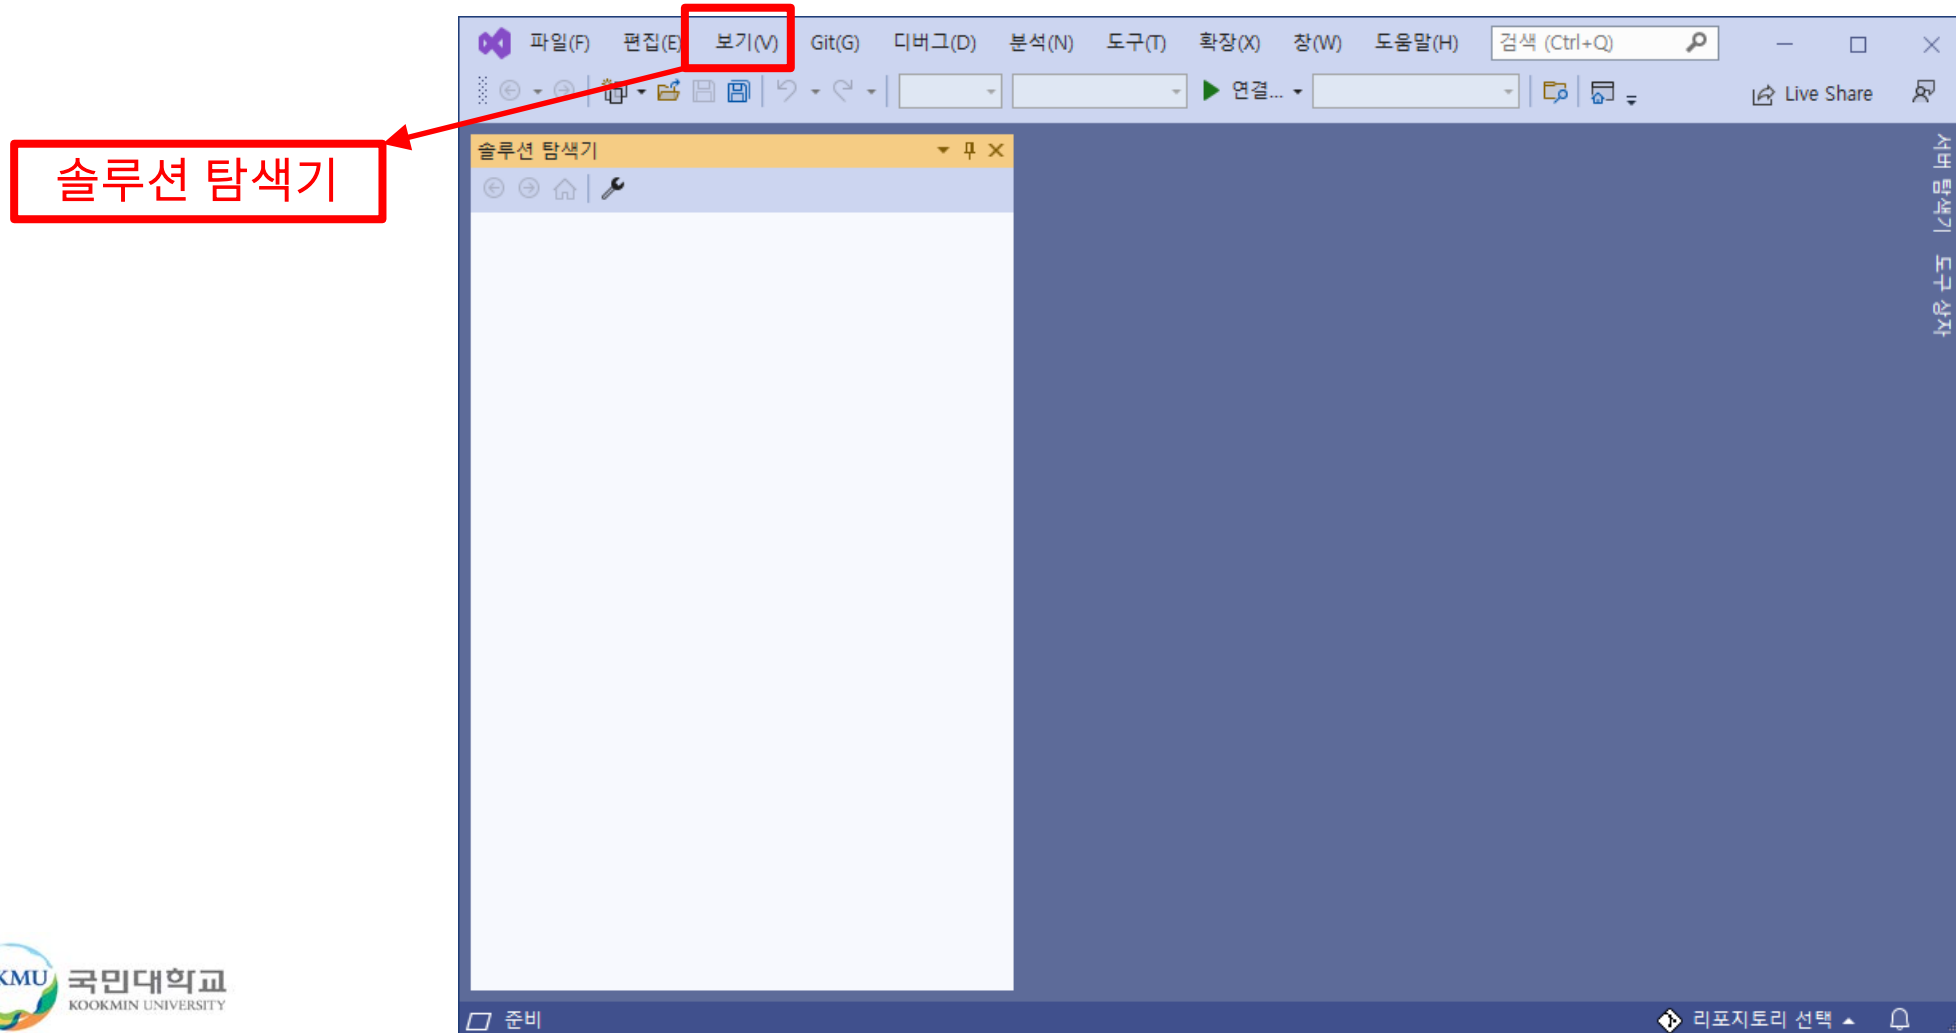 파일(F) 편집(E) 보기(V) Git(G) 디버그(D) 분석(N) 도구(T) 확장(X) 창(W) 도움말(H) 검색 (Ctrl+Q)
연결... Live Share
솔루션 탐색기
솔루션 탐색기
서버 탐색기
도구 상자
KMU 국민대학교
KOOKMIN UNIVERSITY
준비 리포지토리 선택